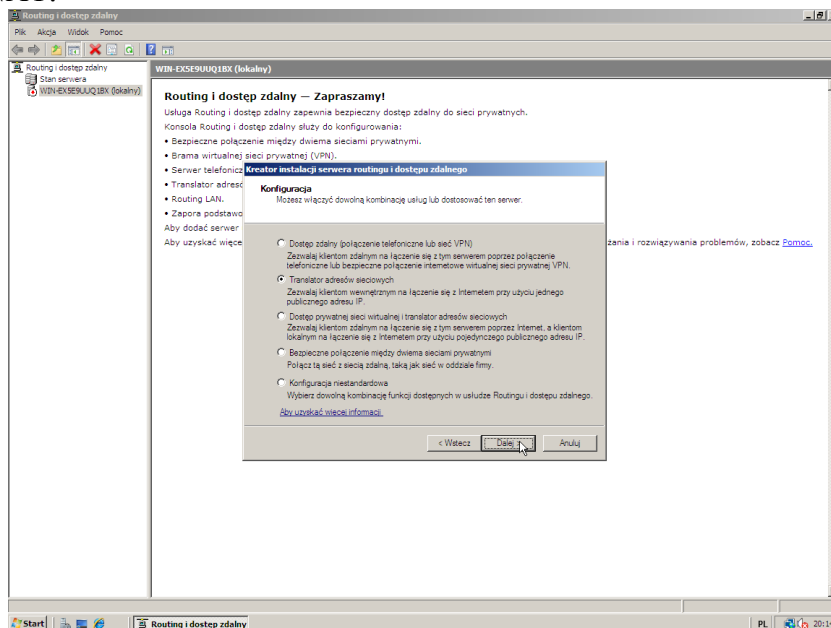 Routing i dostęp zdalny
Plik Akcja Widok Pomoc
Routing i dostęp zdalny
Stan serwera
WIN-EX5E9UUQ1BX (lokalny)
WIN-EX5E9UUQ1BX (lokalny)
Routing i dostęp zdalny — Zapraszamy!
Usługa Routing i dostęp zdalny zapewnia bezpieczny dostęp zdalny do sieci prywatnych.
Konsola Routing i dostęp zdalny służy do konfigurowania:
• Bezpieczne połączenie między dwiema sieciami prywatnymi.
• Brama wirtualnej sieci prywatnej (VPN).
• Serwer telefonicz
• Translator adresó
• Routing LAN.
• Zapora podstawo
Aby dodać serwer
Aby uzyskać więce
żania i rozwiązywania problemów, zobacz Pomoc.
Kreator instalacji serwera routingu i dostępu zdalnego
Konfiguracja
Możesz włączyć dowolną kombinację usług lub dostosować ten serwer.
Dostęp zdalny (połączenie telefoniczne lub sieć VPN)
Zezwalaj klientom zdalnym na łączenie się z tym serwerem poprzez połączenie
telefoniczne lub bezpieczne połączenie internetowe wirtualnej sieci prywatnej VPN.
Translator adresów sieciowych
Zezwalaj klientom wewnętrznym na łączenie się z Internetem przy użyciu jednego
publicznego adresu IP.
Dostęp prywatnej sieci wirtualnej i translator adresów sieciowych
Zezwalaj klientom zdalnym na łączenie się z tym serwerem poprzez Internet, a klientom
lokalnym na łączenie się z Internetem przy użyciu pojedynczego publicznego adresu IP.
Bezpieczne połączenie między dwiema sieciami prywatnymi
Połącz tą sieć z siecią zdalną, taką jak sieć w oddziale firmy.
Konfiguracja niestandardowa
Wybierz dowolną kombinację funkcji dostępnych w usłudze Routingu i dostępu zdalnego.
Aby uzyskać więcej informacji
< Wstecz Dalej > Anuluj
Start Routing i dostęp zdalny PL